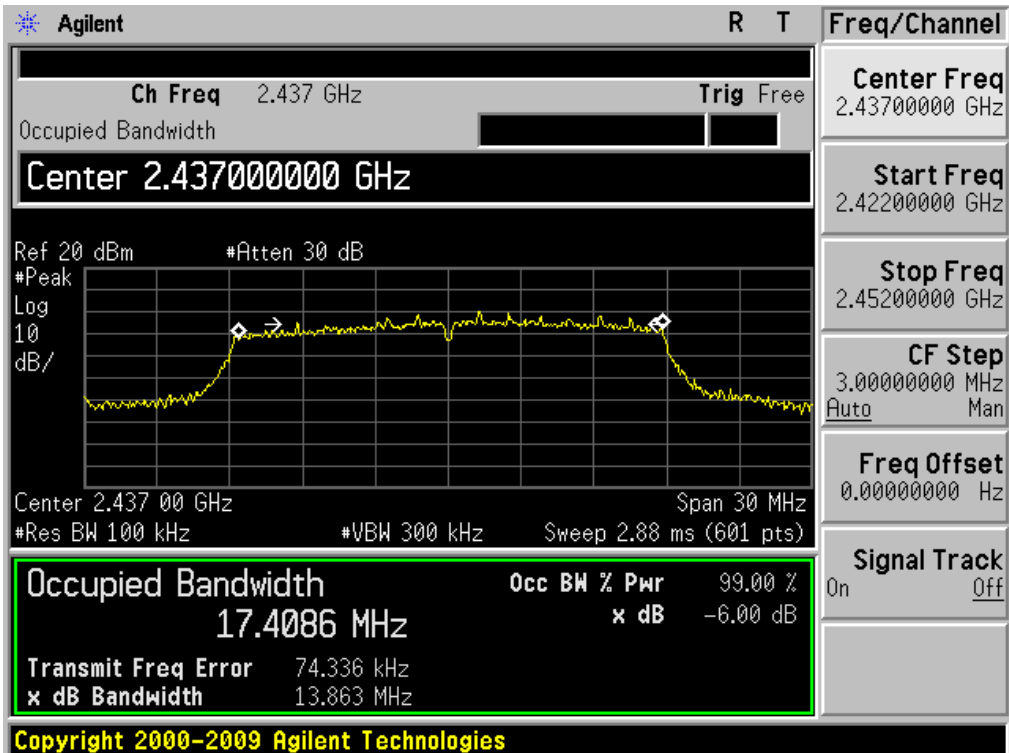 Agilent R T
Ch Freq 2.437 GHz Trig Free
Occupied Bandwidth
Center 2.437000000 GHz
Ref 20 dBm #Atten 30 dB
#Peak
Log
10
dB/
Center 2.437 00 GHz Span 30 MHz
#Res BW 100 kHz #VBW 300 kHz Sweep 2.88 ms (601 pts)
Occupied Bandwidth Occ BW % Pwr 99.00 %
17.4086 MHz x dB -6.00 dB
Transmit Freq Error 74.336 kHz
x dB Bandwidth 13.863 MHz
Copyright 2000-2009 Agilent Technologies
Freq/Channel
Center Freq
2.43700000 GHz
Start Freq
2.42200000 GHz
Stop Freq
2.45200000 GHz
CF Step
3.00000000 MHz
Auto Man
Freq Offset
0.00000000 Hz
Signal Track
On Off